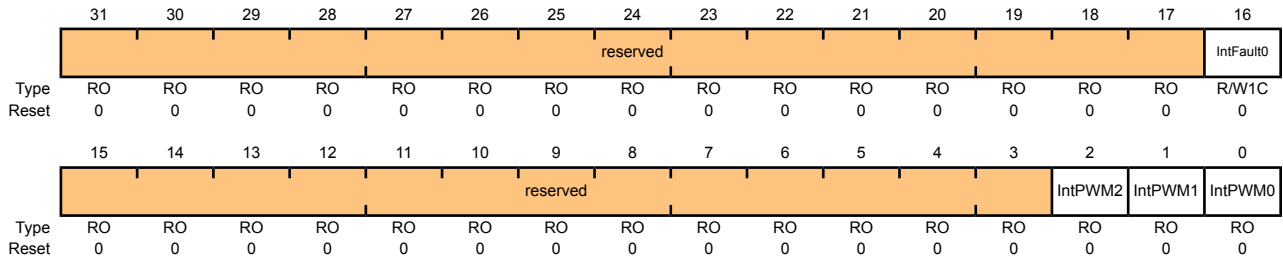 31 30 29 28 27 26 25 24 23 22 21 20 19 18 17 16
reserved IntFault0
Type RO RO RO RO RO RO RO RO RO RO RO RO RO RO RO R/W1C
Reset 0 0 0 0 0 0 0 0 0 0 0 0 0 0 0 0
15 14 13 12 11 10 9 8 7 6 5 4 3 2 1 0
reserved IntPWM2 IntPWM1 IntPWM0
Type RO RO RO RO RO RO RO RO RO RO RO RO RO RO RO RO
Reset 0 0 0 0 0 0 0 0 0 0 0 0 0 0 0 0